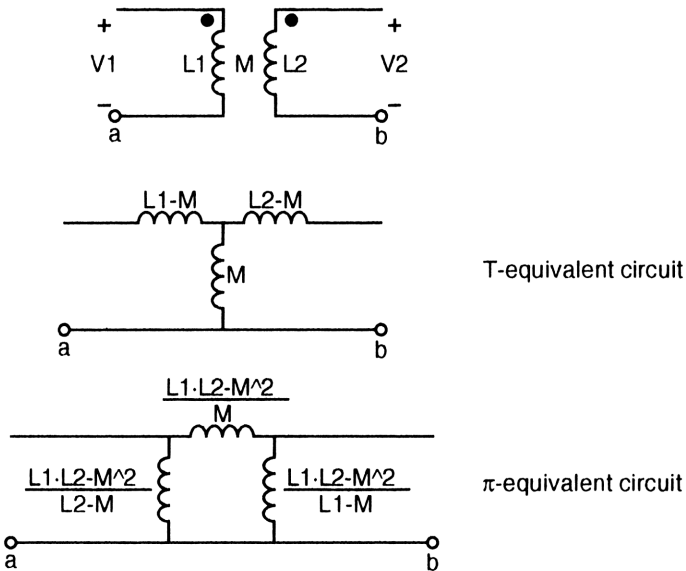 + +
V1 L1 M L2 V2
− −
a b
L1-M L2-M
M
T-equivalent circuit
a b
L1·L2-M^2
M
L1·L2-M^2
L2-M
L1·L2-M^2
L1-M
π-equivalent circuit
a b